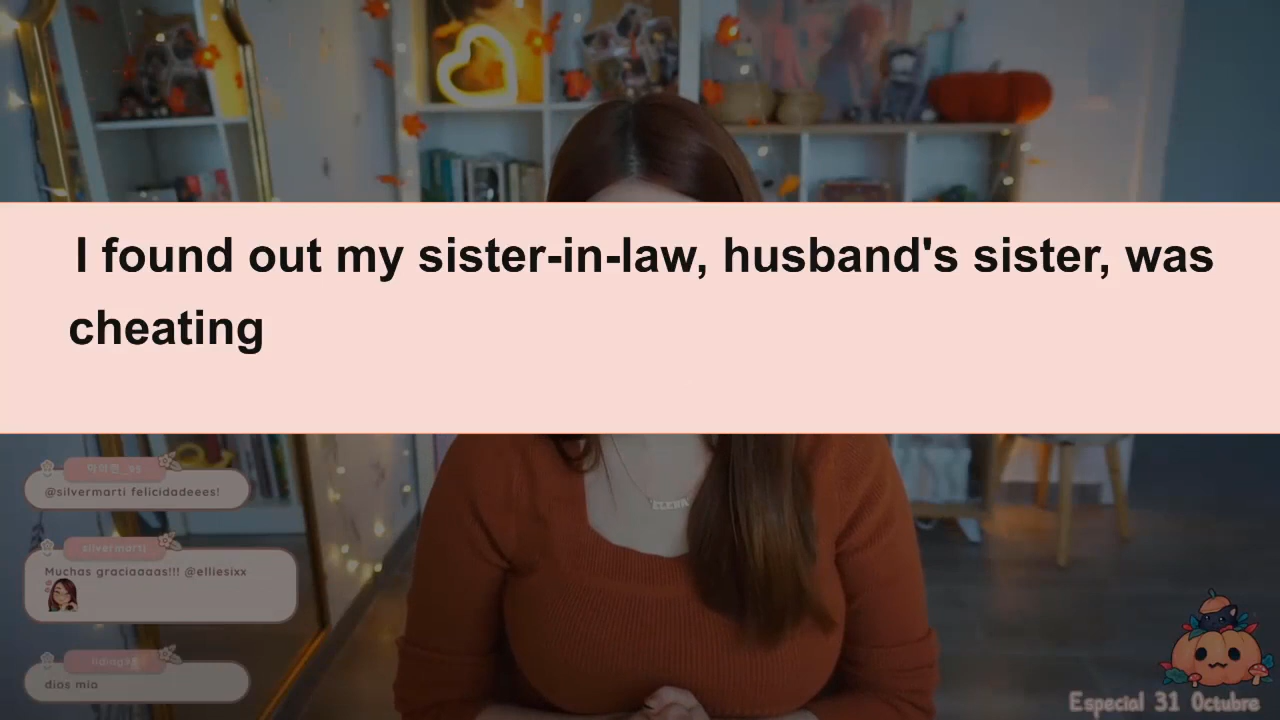 I found out my sister-in-law, husband's sister, was
cheating
@silvermarti felicidadeees!
silvermarti
Muchas graciaaaas!!! @elliesixx
dios mio
ELENA
Especial 31 Octubre